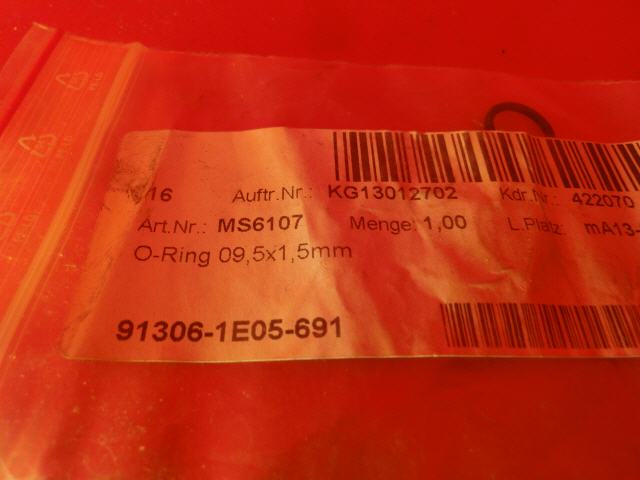 16 Auftr.Nr.: KG13012702 Kdr.Nr.: 422070
Art.Nr.: MS6107 Menge: 1,00 L.Platz: mA13-
O-Ring 09,5x1,5mm
91306-1E05-691